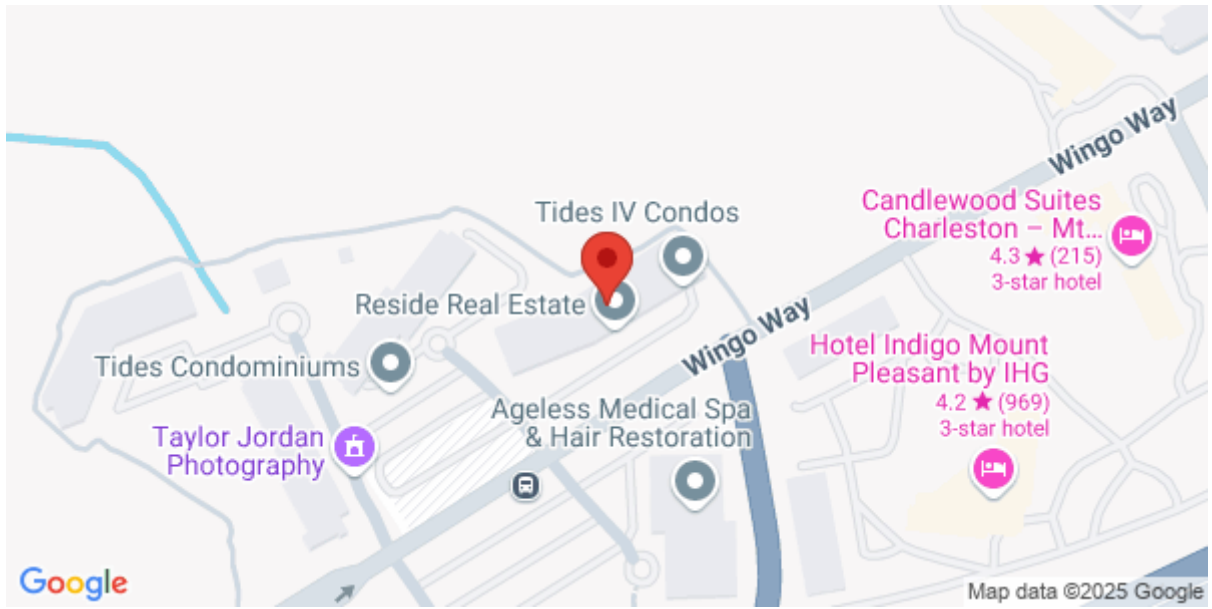 Wingo Way
Candlewood Suites
Charleston – Mt...
4.3 ★ (215)
3-star hotel
Tides IV Condos
Reside Real Estate
Wingo Way
Hotel Indigo Mount
Pleasant by IHG
4.2 ★ (969)
3-star hotel
Tides Condominiums
Ageless Medical Spa
& Hair Restoration
Taylor Jordan
Photography
Google
Map data ©2025 Google